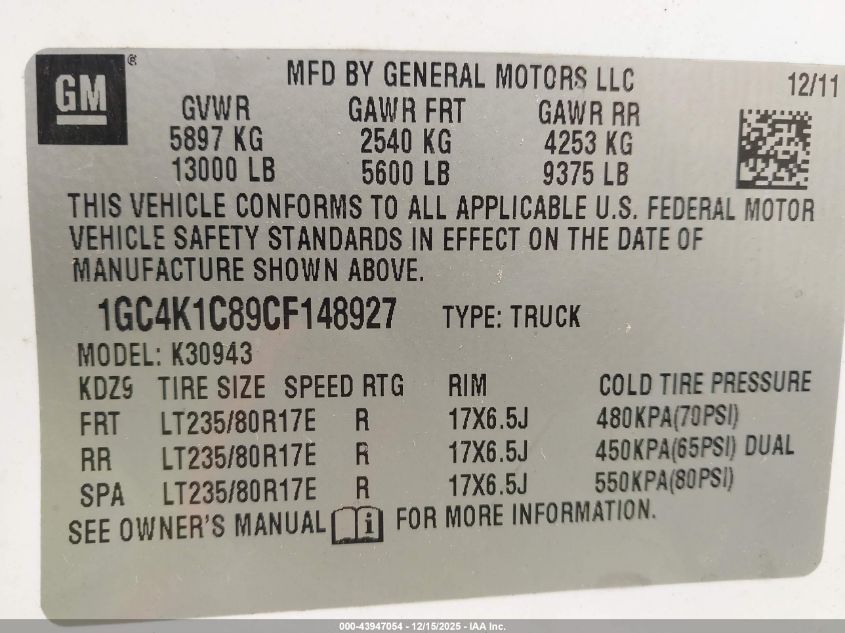 GM®
MFD BY GENERAL MOTORS LLC 12/11
GVWR GAWR FRT GAWR RR
5897 KG 2540 KG 4253 KG
13000 LB 5600 LB 9375 LB
THIS VEHICLE CONFORMS TO ALL APPLICABLE U.S. FEDERAL MOTOR
VEHICLE SAFETY STANDARDS IN EFFECT ON THE DATE OF
MANUFACTURE SHOWN ABOVE.
1GC4K1C89CF148927 TYPE: TRUCK
MODEL: K30943
KDZ9 TIRE SIZE SPEED RTG RIM COLD TIRE PRESSURE
FRT LT235/80R17E R 17X6.5J 480KPA(70PSI)
RR LT235/80R17E R 17X6.5J 450KPA(65PSI) DUAL
SPA LT235/80R17E R 17X6.5J 550KPA(80PSI)
SEE OWNER'S MANUAL i FOR MORE INFORMATION.
000-43947054 - 12/15/2025 - IAA Inc.